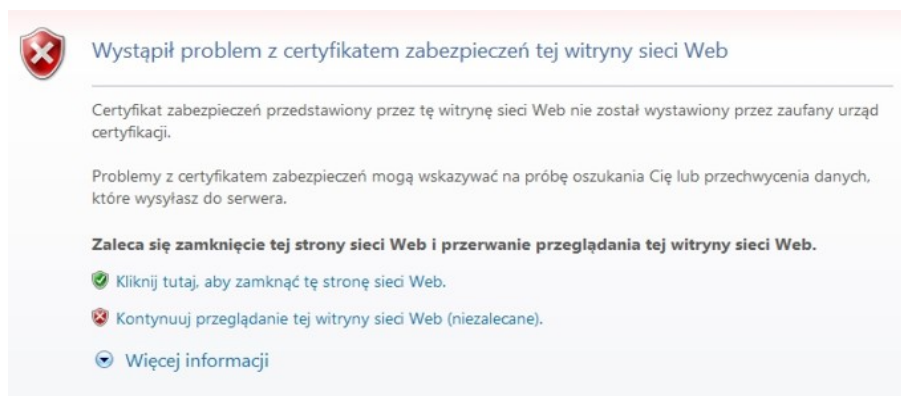 Wystąpił problem z certyfikatem zabezpieczeń tej witryny sieci Web
Certyfikat zabezpieczeń przedstawiony przez tę witrynę sieci Web nie został wystawiony przez zaufany urząd
certyfikacji.
Problemy z certyfikatem zabezpieczeń mogą wskazywać na próbę oszukania Cię lub przechwycenia danych,
które wysyłasz do serwera.
Zaleca się zamknięcie tej strony sieci Web i przerwanie przeglądania tej witryny sieci Web.
Kliknij tutaj, aby zamknąć tę stronę sieci Web.
Kontynuuj przeglądanie tej witryny sieci Web (niezalecane).
Więcej informacji